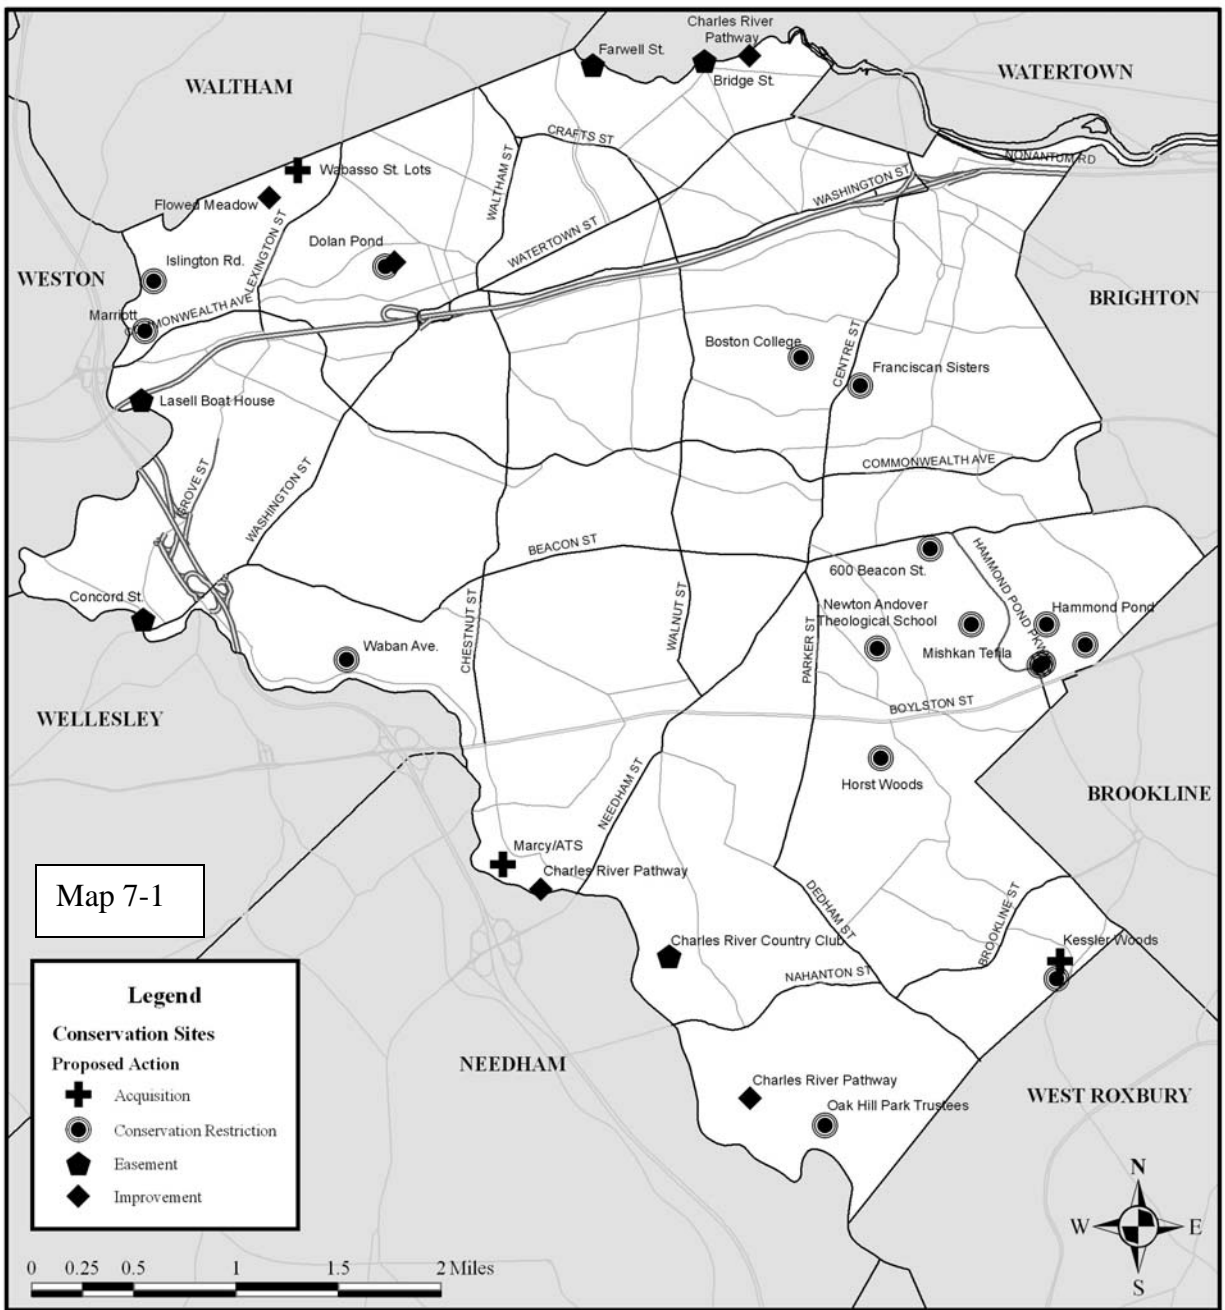 Charles River
Pathway
Farwell St.
Bridge St.
WALTHAM
WATERTOWN
CRAFTS ST
NONANTUM RD
Wabasso St. Lots
WALTHAM ST
WASHINGTON ST
Flowed Meadow
LEXINGTON ST
Dolan Pond
WATERTOWN ST
Islington Rd.
WESTON
BRIGHTON
COMMONWEALTH AVE
Marriott
Boston College
CENTRE ST
Franciscan Sisters
Lasell Boat House
GROVE ST
WASHINGTON ST
COMMONWEALTH AVE
BEACON ST
HAMMOND POND PKWY
600 Beacon St.
Concord St.
CHESTNUT ST
WALNUT ST
PARKER ST
Newton Andover
Theological School
Hammond Pond
Waban Ave.
Mishkan Tefila
WELLESLEY
BOYLSTON ST
NEEDHAM ST
Horst Woods
BROOKLINE
Marcy/ATS
Charles River Pathway
Map 7-1
DEDHAM ST
BROOKLINE ST
Charles River Country Club
Kessler Woods
NAHANTON ST
Legend
Conservation Sites
Proposed Action
Acquisition
Conservation Restriction
Easement
Improvement
NEEDHAM
Charles River Pathway
Oak Hill Park Trustees
WEST ROXBURY
N
W
E
S
0 0.25 0.5 1 1.5 2 Miles